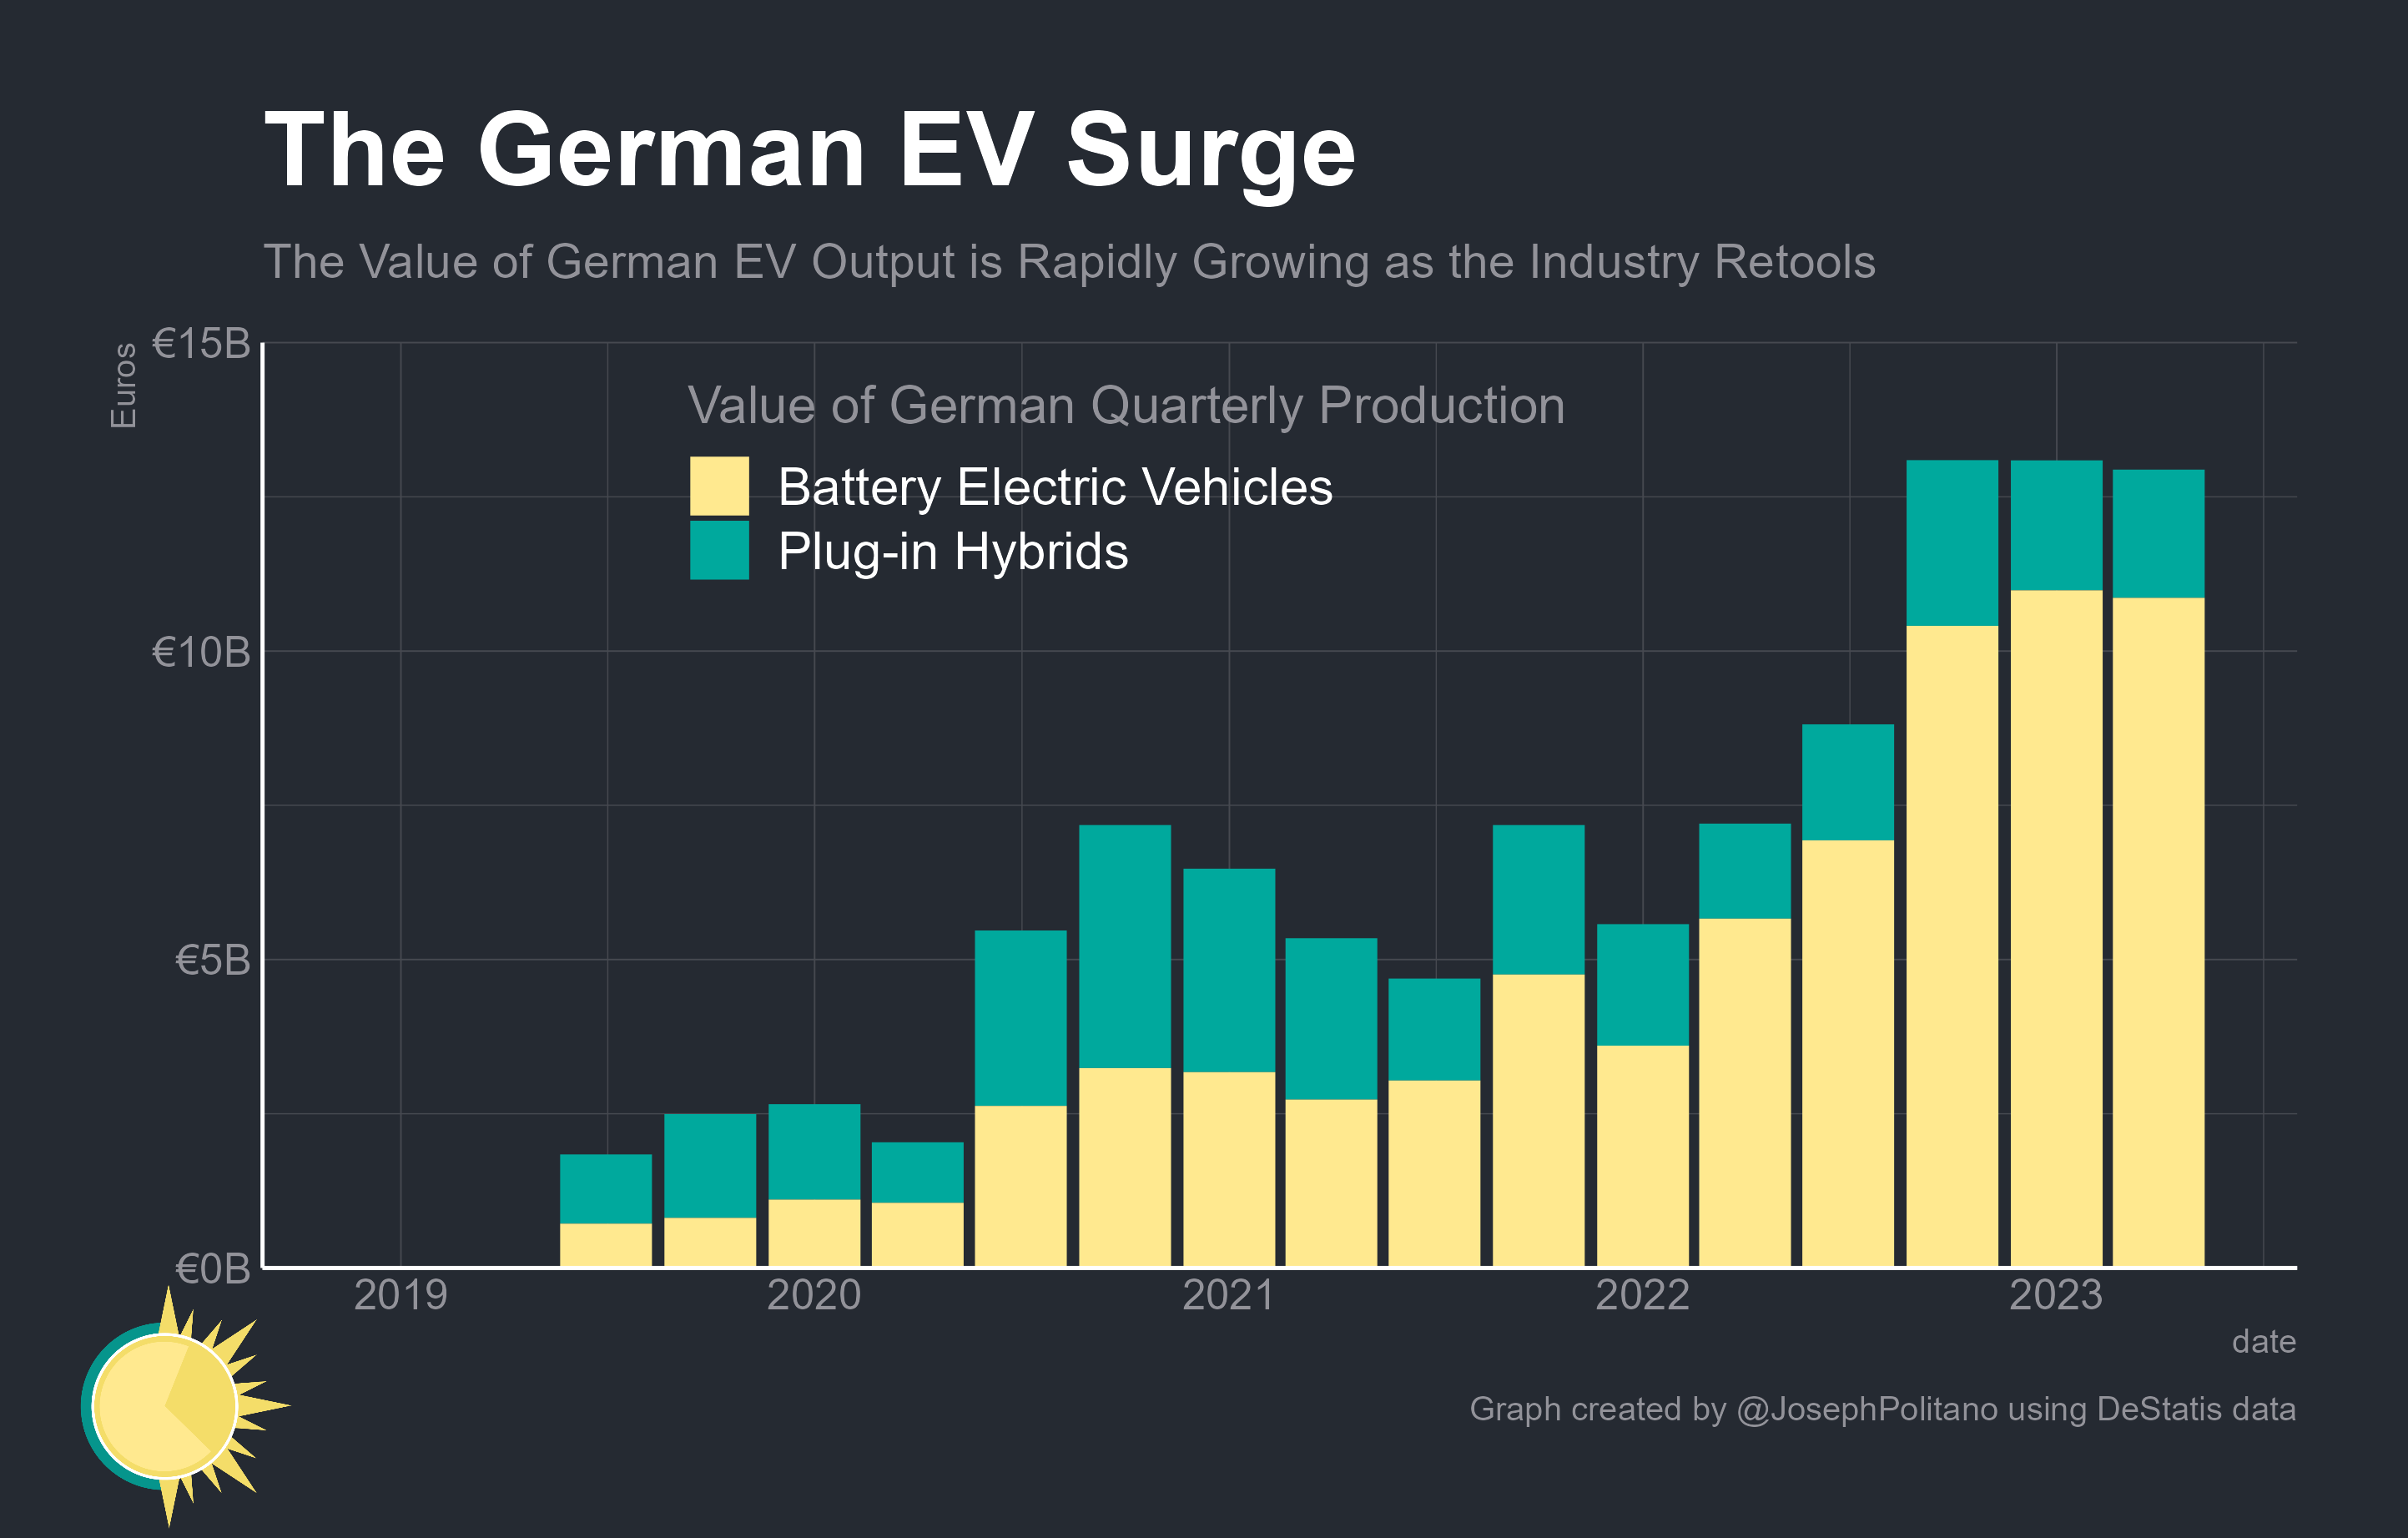 The German EV Surge
The Value of German EV Output is Rapidly Growing as the Industry Retools
Euros
€15B
€10B
€5B
€0B
Value of German Quarterly Production
Battery Electric Vehicles
Plug-in Hybrids
2019 2020 2021 2022 2023
date
Graph created by @JosephPolitano using DeStatis data